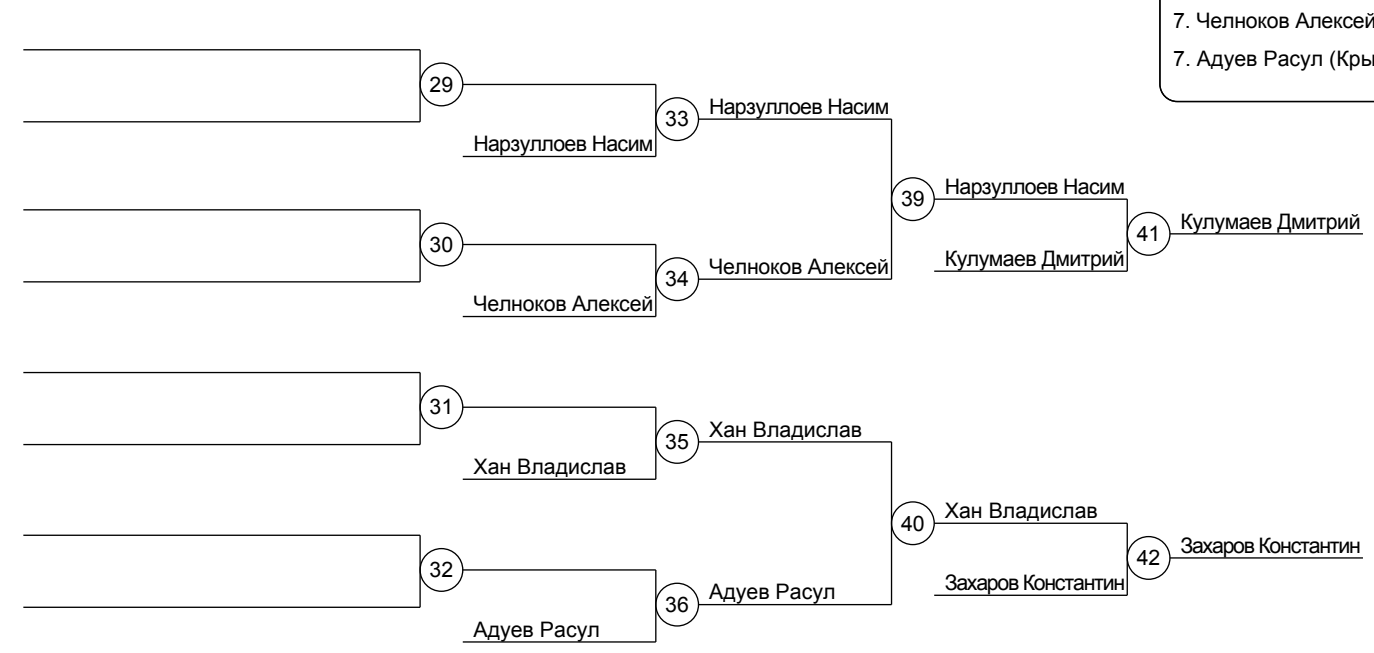 7. Челноков Алексей
7. Адуев Расул (Кры
29
33
Нарзуллоев Насим
Нарзуллоев Насим
39
Нарзуллоев Насим
30
34
Челноков Алексей
Челноков Алексей
Кулумаев Дмитрий
41
Кулумаев Дмитрий
31
35
Хан Владислав
Хан Владислав
40
Хан Владислав
32
36
Адуев Расул
Адуев Расул
Захаров Константин
42
Захаров Константин